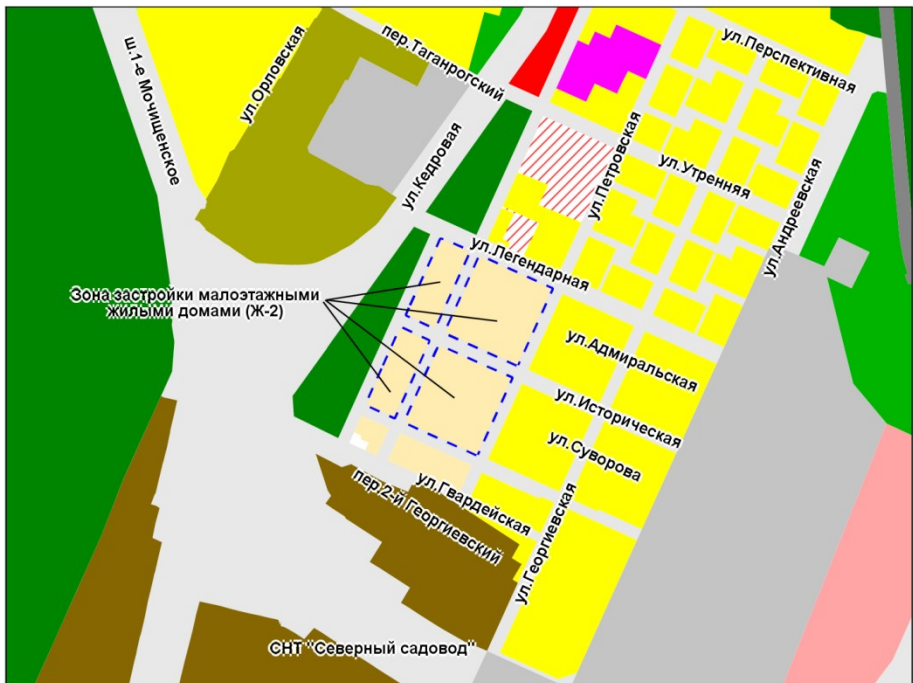 ш.1-е Мочищенское
ул.Орловская
пер.Таганрогский
ул.Перспективная
ул.Кедровая
ул.Петровская
ул.Утренняя
ул.Андреевская
ул.Легендарная
Зона застройки малоэтажными
жилыми домами (Ж-2)
ул.Адмиральская
ул.Историческая
ул.Суворова
ул.Гвардейская
пер.2-й Георгиевский
ул.Георгиевская
СНТ "Северный садовод"